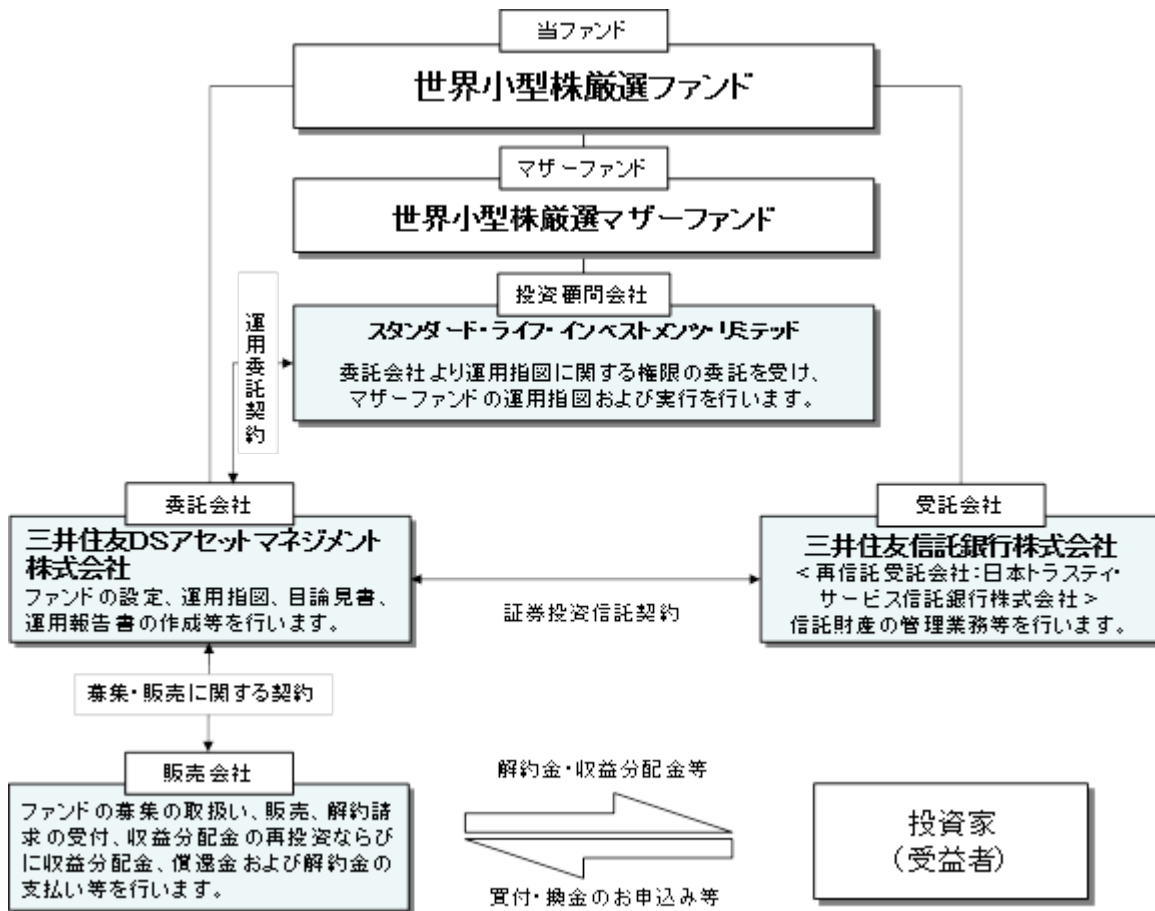 当ファンド
世界小型株厳選ファンド
マザーファンド
世界小型株厳選マザーファンド
投資顧問会社
スタンダード・ライフ・インベストメンツ・リミテッド
委託会社より運用指図に関する権限の委託を受け、
マザーファンドの運用指図および実行を行います。
運用委託契約
委託会社
三井住友DSアセットマネジメント
株式会社
ファンドの設定、運用指図、目論見書、
運用報告書の作成等を行います。
証券投資信託契約
受託会社
三井住友信託銀行株式会社
＜再信託受託会社：日本トラスティ・
サービス信託銀行株式会社＞
信託財産の管理業務等を行います。
募集・販売に関する契約
販売会社
ファンドの募集の取扱い、販売、解約請
求の受付、収益分配金の再投資ならび
に収益分配金、償還金および解約金の
支払い等を行います。
解約金・収益分配金等
買付・換金のお申込み等
投資家
（受益者）